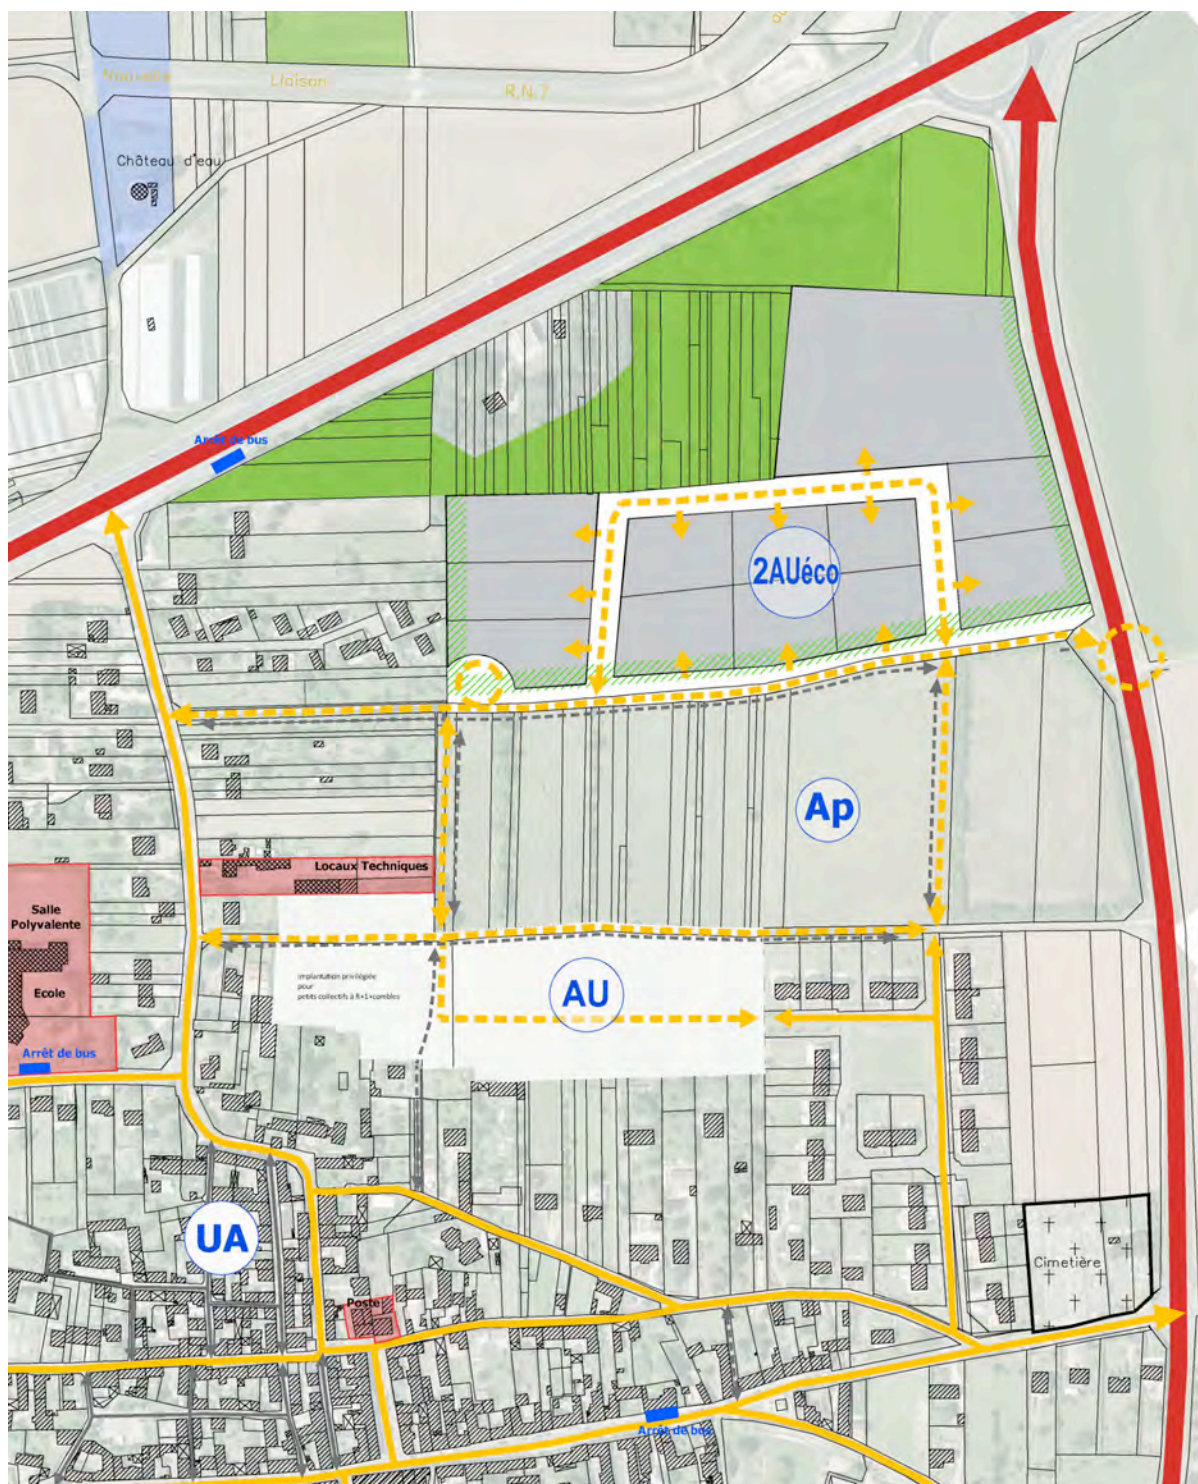 Nouvelle Liaison R.N.7
Château d'eau
Arrêt de bus
2AUéco
Ap
Locaux Techniques
Salle
Polyvalente
Ecole
implantation privilégiée
pour
petits collectifs à R+1+combles
AU
Arrêt de bus
UA
Cimetière
Poste
Arrêt de bus